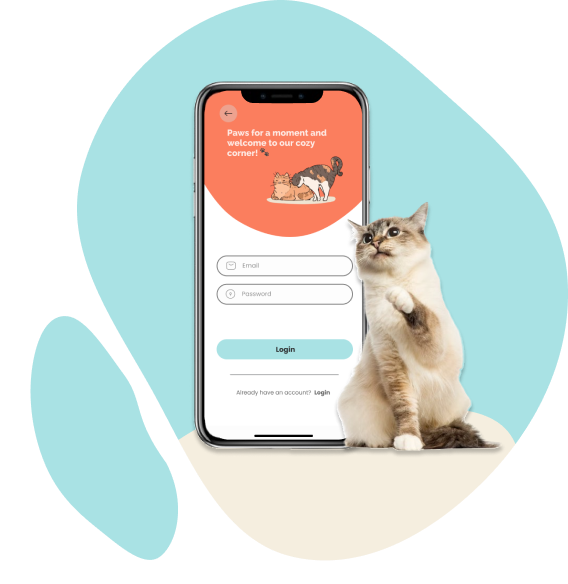 Paws for a moment and
welcome to our cozy
corner! 🐾
Email
Password
Login
Already have an account? Login